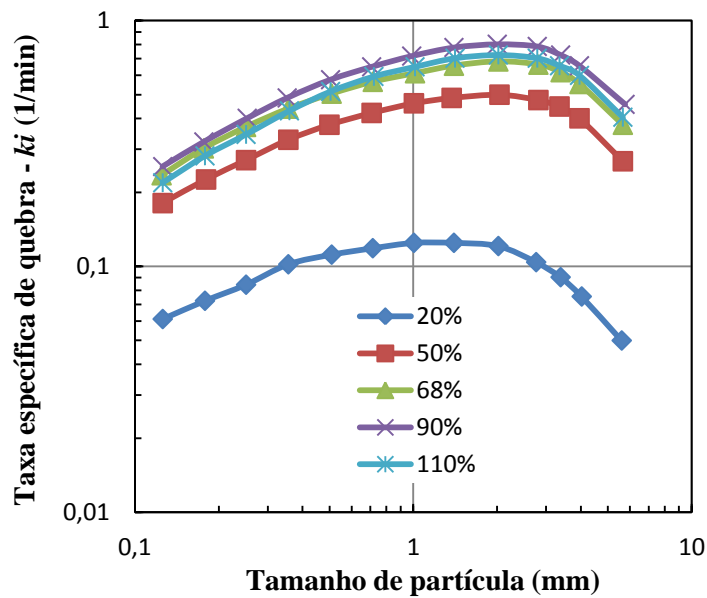 Taxa específica de quebra - ki (1/min)
1
0,1
0,01
20%
50%
68%
90%
110%
0,1 1 10
Tamanho de partícula (mm)